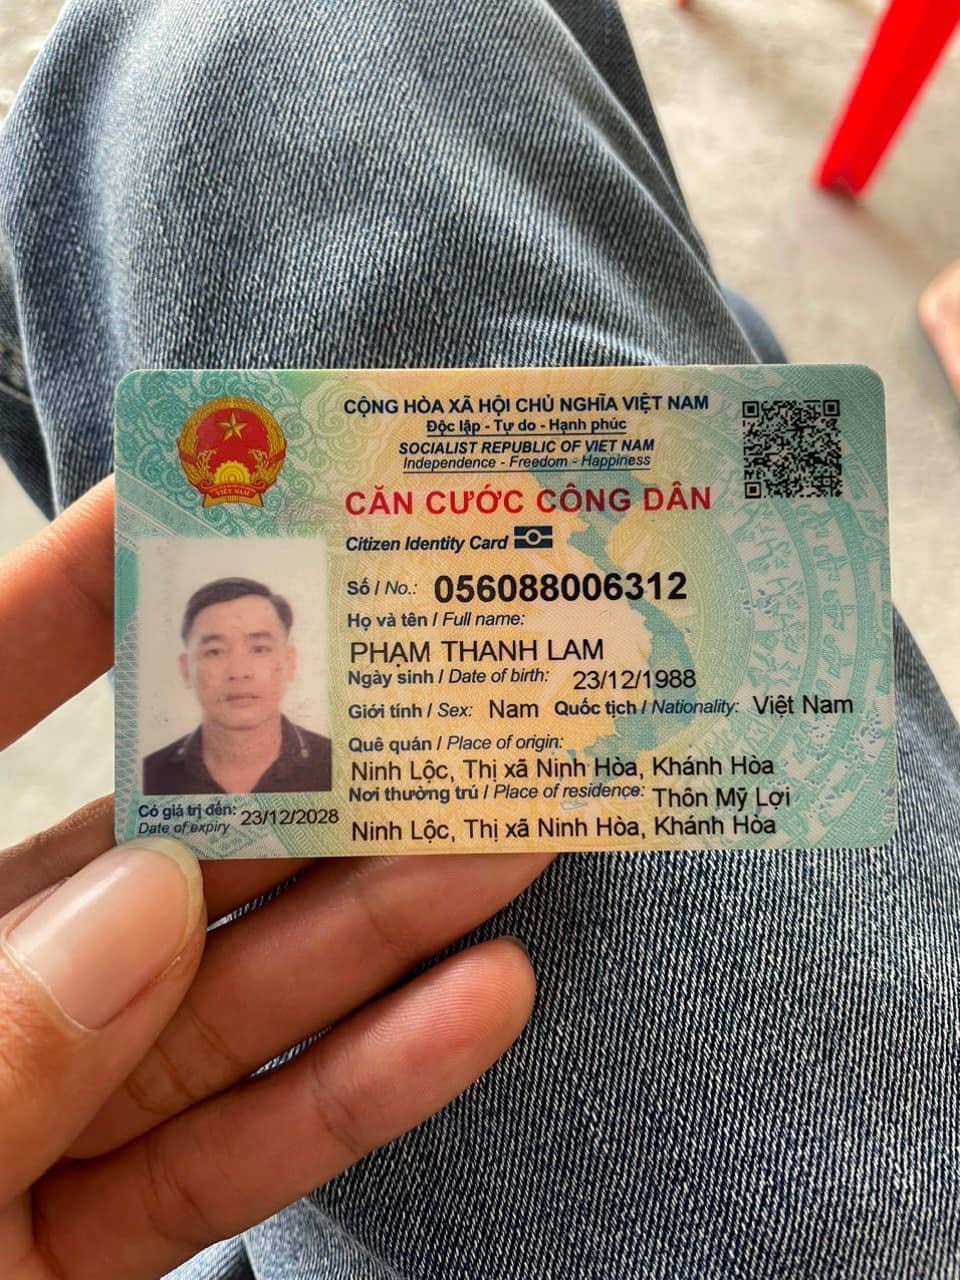 CỘNG HÒA XÃ HỘI CHỦ NGHĨA VIỆT NAM
Độc lập - Tự do - Hạnh phúc
SOCIALIST REPUBLIC OF VIET NAM
Independence - Freedom - Happiness
CĂN CƯỚC CÔNG DÂN
Citizen Identity Card
VIỆT NAM
Số / No.: 056088006312
Họ và tên / Full name:
PHẠM THANH LAM
Ngày sinh / Date of birth: 23/12/1988
Giới tính / Sex: Nam Quốc tịch / Nationality: Việt Nam
Quê quán / Place of origin:
Ninh Lộc, Thị xã Ninh Hòa, Khánh Hòa
Nơi thường trú / Place of residence: Thôn Mỹ Lợi
Ninh Lộc, Thị xã Ninh Hòa, Khánh Hòa
Có giá trị đến: 23/12/2028
Date of expiry